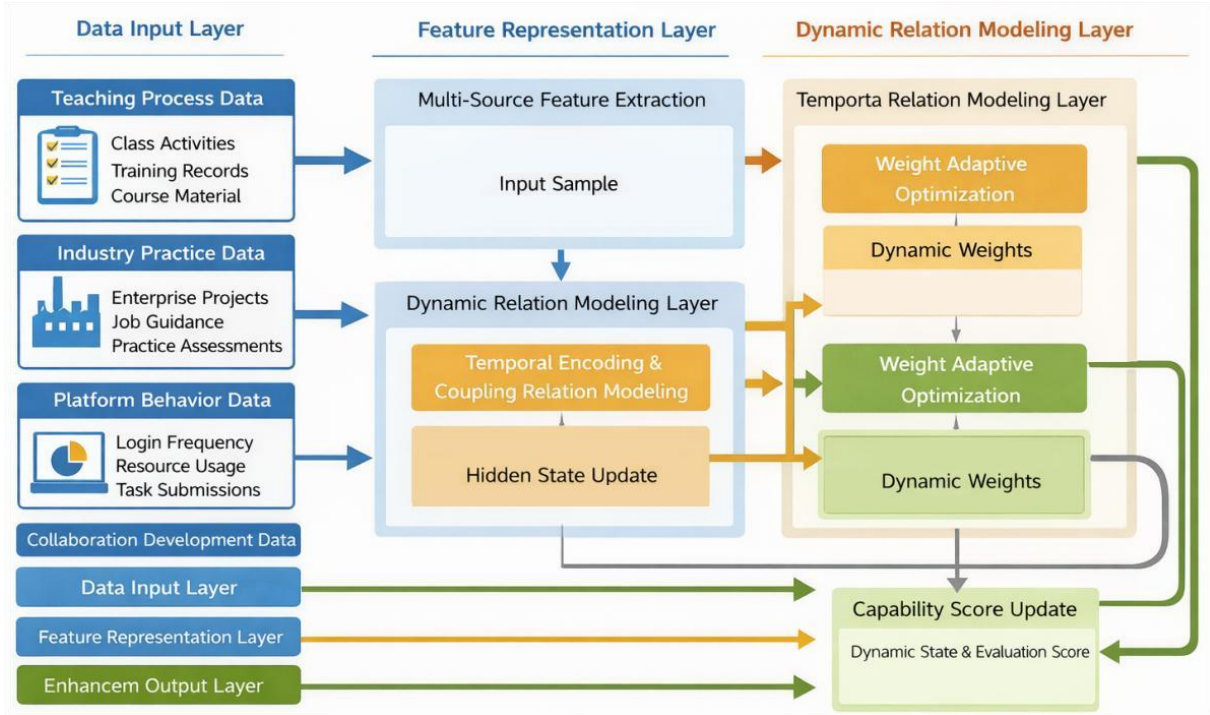 Data Input Layer
Feature Representation Layer
Dynamic Relation Modeling Layer
Teaching Process Data
Class Activities
Training Records
Course Material
Industry Practice Data
Enterprise Projects
Job Guidance
Practice Assessments
Platform Behavior Data
Login Frequency
Resource Usage
Task Submissions
Collaboration Development Data
Data Input Layer
Feature Representation Layer
Enhancem Output Layer
Multi-Source Feature Extraction
Input Sample
Dynamic Relation Modeling Layer
Temporal Encoding &
Coupling Relation Modeling
Hidden State Update
Temporta Relation Modeling Layer
Weight Adaptive
Optimization
Dynamic Weights
Weight Adaptive
Optimization
Dynamic Weights
Capability Score Update
Dynamic State & Evaluation Score